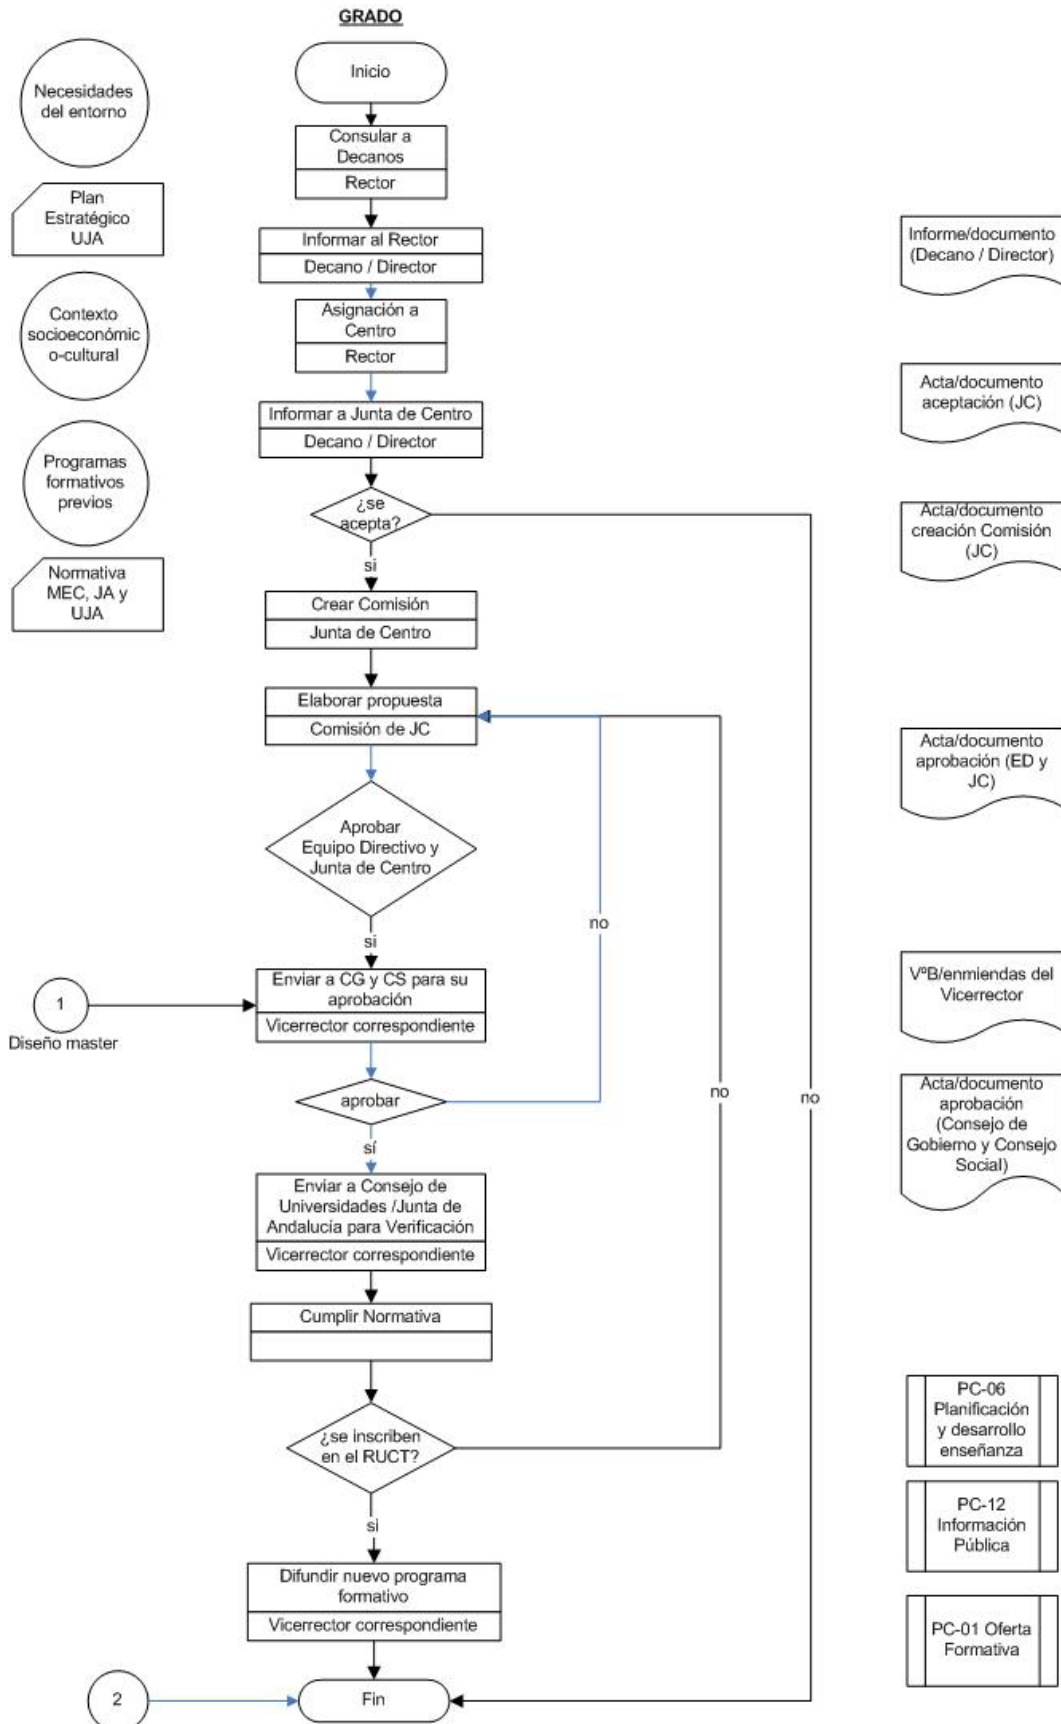 GRADO
Inicio
Necesidades
del entorno
Consular a
Decanos
Rector
Plan
Estratégico
UJA
Informar al Rector
Decano / Director
Informe/documento
(Decano / Director)
Contexto
socioeconómic
o-cultural
Asignación a
Centro
Rector
Acta/documento
aceptación (JC)
Informar a Junta de Centro
Decano / Director
Programas
formativos
previos
¿se
acepta?
Acta/documento
creación Comisión
(JC)
si
Normativa
MEC, JA y
UJA
Crear Comisión
Junta de Centro
Elaborar propuesta
Comisión de JC
Acta/documento
aprobación (ED y
JC)
Aprobar
Equipo Directivo y
Junta de Centro
no
si
Enviar a CG y CS para su
aprobación
Vicerrector correspondiente
VºB/enmiendas del
Vicerrector
1
Diseño master
aprobar
no
no
Acta/documento
aprobación
(Consejo de
Gobierno y Consejo
Social)
sí
Enviar a Consejo de
Universidades /Junta de
Andalucía para Verificación
Vicerrector correspondiente
Cumplir Normativa
PC-06
Planificación
y desarrollo
enseñanza
¿se inscriben
en el RUCT?
PC-12
Información
Pública
si
Difundir nuevo programa
formativo
Vicerrector correspondiente
PC-01 Oferta
Formativa
2
Fin